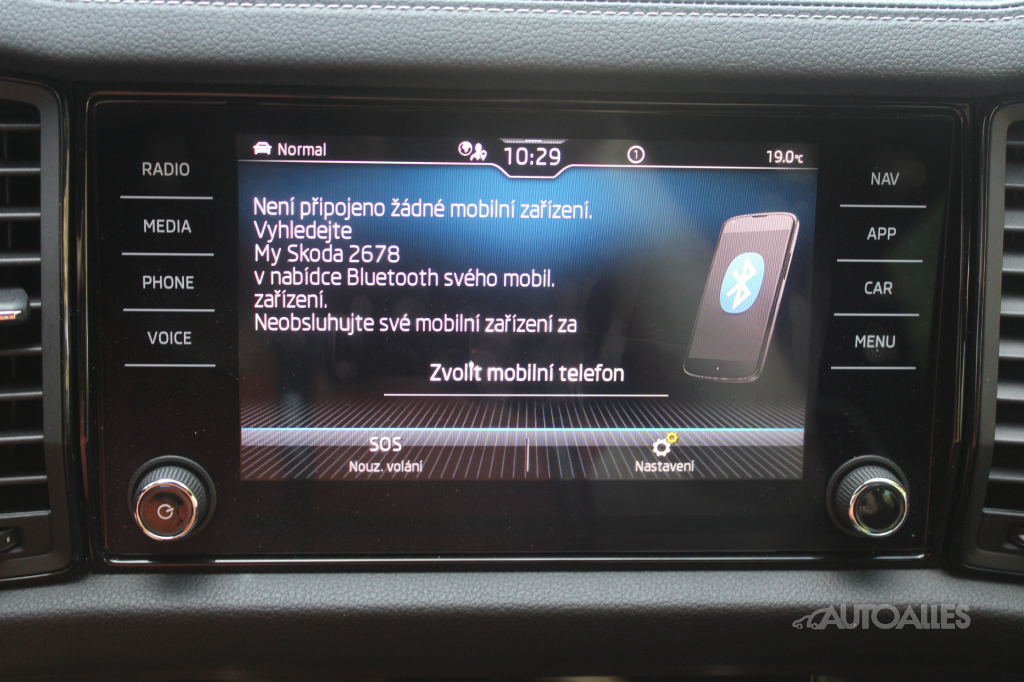 RADIO
MEDIA
PHONE
VOICE
Normal
10:29
1
19.0°C
Není připojeno žádné mobilní zařízení.
Vyhledejte
My Skoda 2678
v nabídce Bluetooth svého mobil.
zařízení.
Neobsluhujte své mobilní zařízení za
Zvolit mobilní telefon
SOS
Nouz. volání
Nastavení
NAV
APP
CAR
MENU
AUTOALLES